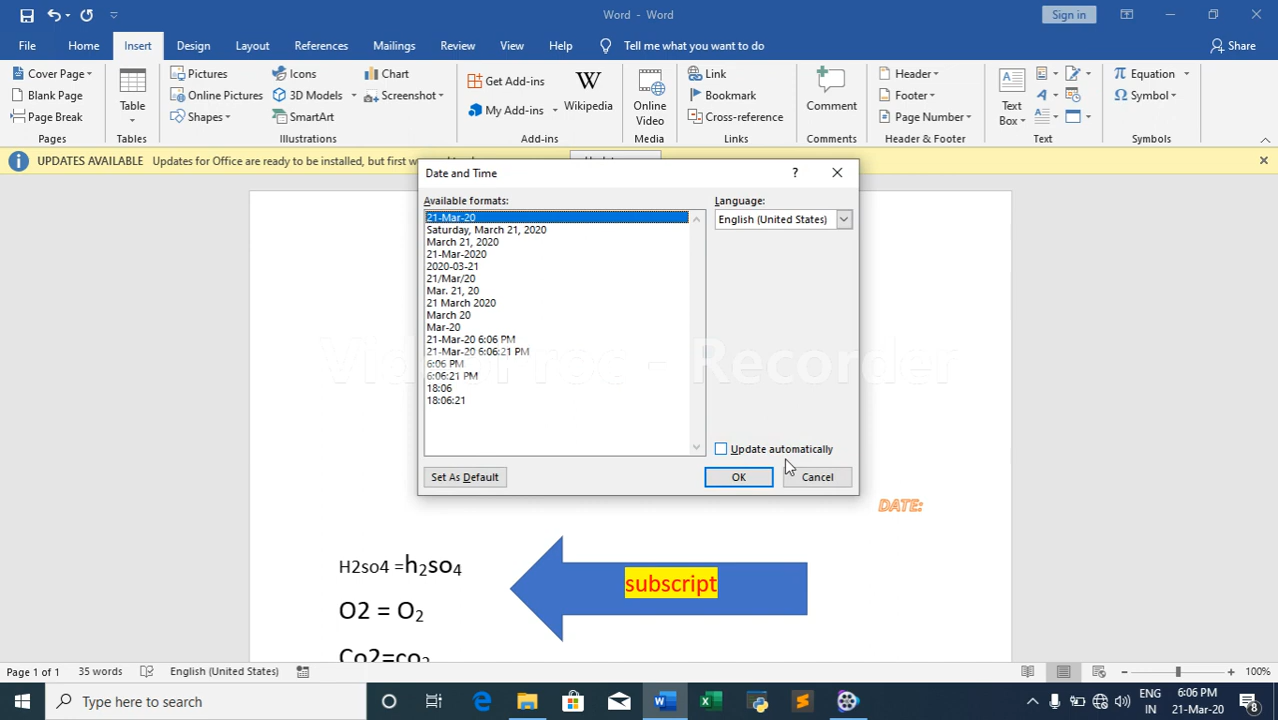 Word - Word
Sign in
File Home Insert Design Layout References Mailings Review View Help Tell me what you want to do Share
Cover Page
Blank Page
Page Break
Pages
Table
Tables
Pictures
Online Pictures
Shapes
Icons
3D Models
SmartArt
Chart
Screenshot
Illustrations
Get Add-ins
My Add-ins
Wikipedia
Add-ins
Online Video
Media
Link
Bookmark
Cross-reference
Links
Comment
Comments
Header
Footer
Page Number
Header & Footer
Text Box
Text
Equation
Symbol
Symbols
UPDATES AVAILABLE Updates for Office are ready to be installed, but first w
Date and Time
Available formats:
21-Mar-20
Saturday, March 21, 2020
March 21, 2020
21-Mar-2020
2020-03-21
21/Mar/20
Mar. 21, 20
21 March 2020
March 20
Mar-20
21-Mar-20 6:06 PM
21-Mar-20 6:06:21 PM
6:06 PM
6:06:21 PM
18:06
18:06:21
Language:
English (United States)
Update automatically
Set As Default
OK
Cancel
VideoProc - Recorder
DATE:
H2so4 =h₂so₄
subscript
O2 = O₂
Co2=co₂
Page 1 of 1 35 words English (United States) 100%
Type here to search
ENG
IN
6:06 PM
21-Mar-20
8